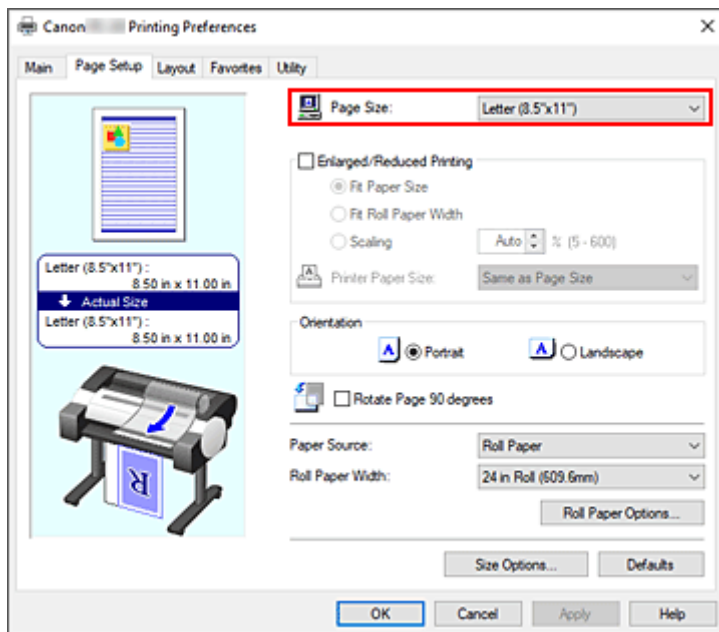 Canon Printing Preferences
Main Page Setup Layout Favorites Utility
Page Size: Letter (8.5"x11")
Enlarged/Reduced Printing
Fit Paper Size
Fit Roll Paper Width
Scaling Auto % (5 - 600)
Printer Paper Size: Same as Page Size
Letter (8.5"x11") :
8.50 in x 11.00 in
Actual Size
Letter (8.5"x11") :
8.50 in x 11.00 in
Orientation
A Portrait A Landscape
Rotate Page 90 degrees
Paper Source: Roll Paper
Roll Paper Width: 24 in Roll (609.6mm)
Roll Paper Options...
R
Size Options... Defaults
OK Cancel Apply Help